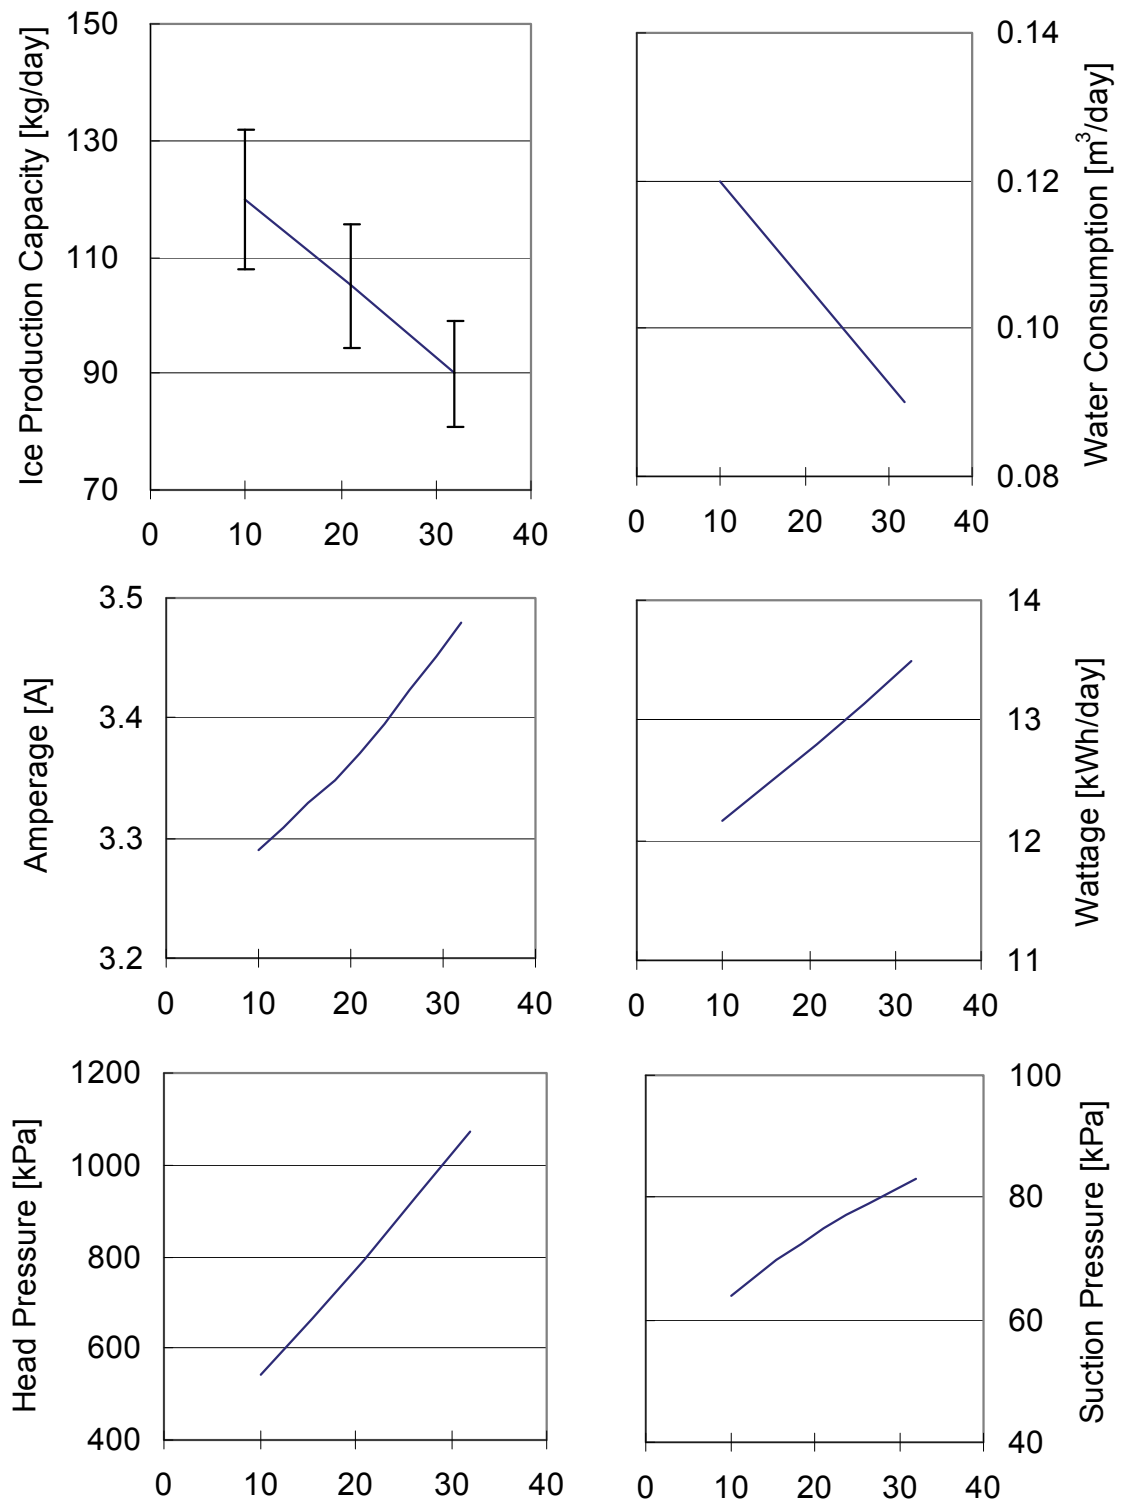 Ice Production Capacity [kg/day]
150
130
110
90
70
0 10 20 30 40
Water Consumption [m³/day]
0.14
0.12
0.10
0.08
0 10 20 30 40
Amperage [A]
3.5
3.4
3.3
3.2
0 10 20 30 40
Wattage [kWh/day]
14
13
12
11
0 10 20 30 40
Head Pressure [kPa]
1200
1000
800
600
400
0 10 20 30 40
Suction Pressure [kPa]
100
80
60
40
0 10 20 30 40